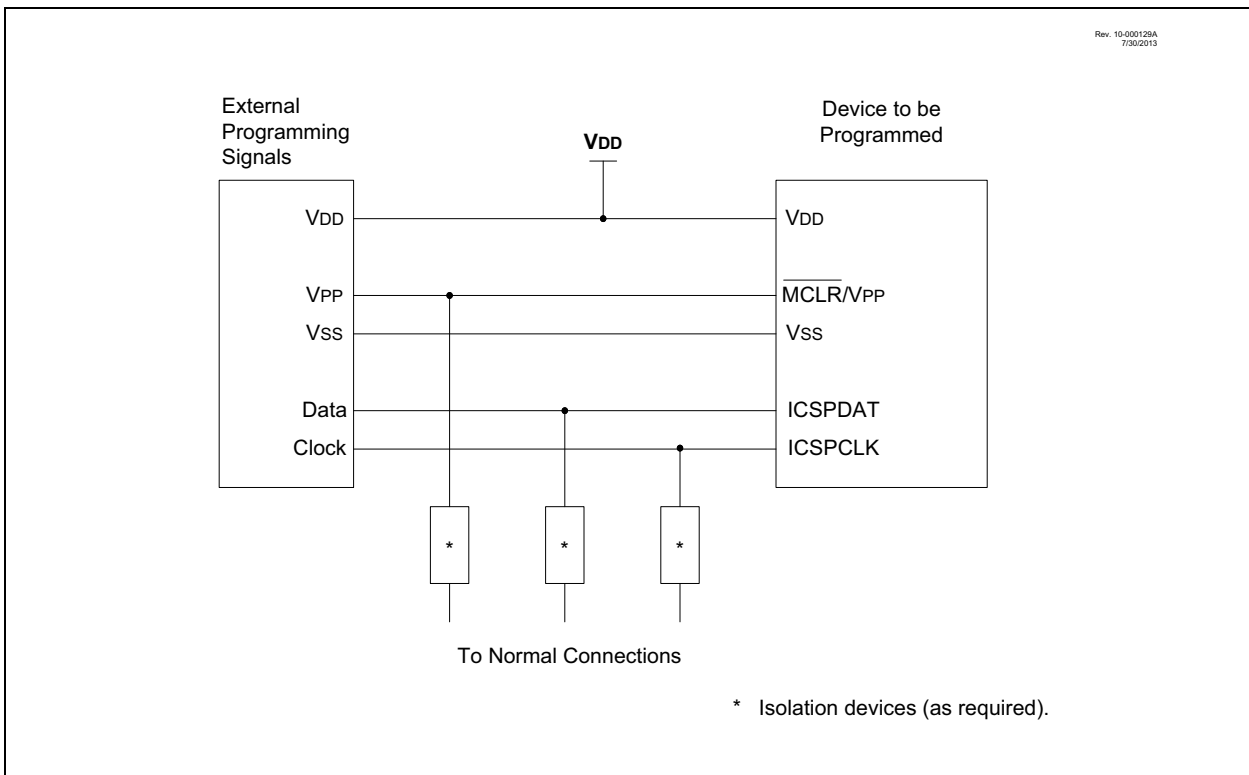 Rev. 10-000129A
7/30/2013
External
Programming
Signals
VDD
Device to be
Programmed
VDD
VDD
VPP
MCLR/VPP
VSS
VSS
Data
ICSPDAT
Clock
ICSPCLK
*
*
*
To Normal Connections
* Isolation devices (as required).